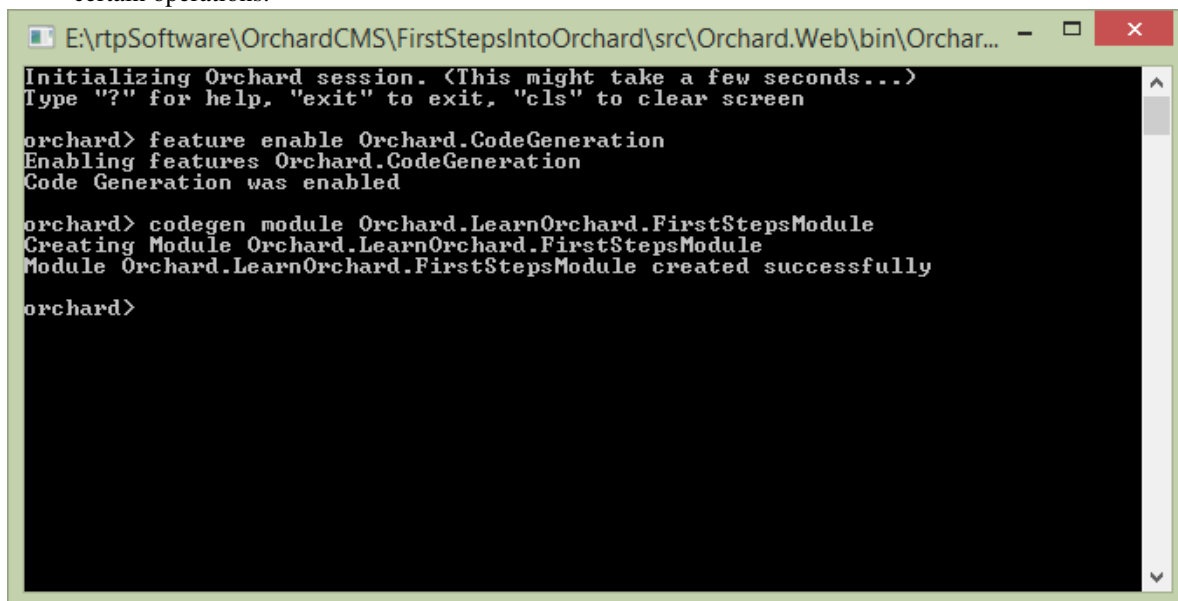 certain operations.
E:\rtpSoftware\OrchardCMS\FirstStepsIntoOrchard\src\Orchard.Web\bin\Orchar...
Initializing Orchard session. (This might take a few seconds...)
Type "?" for help, "exit" to exit, "cls" to clear screen
orchard> feature enable Orchard.CodeGeneration
Enabling features Orchard.CodeGeneration
Code Generation was enabled
orchard> codegen module Orchard.LearnOrchard.FirstStepsModule
Creating Module Orchard.LearnOrchard.FirstStepsModule
Module Orchard.LearnOrchard.FirstStepsModule created successfully
orchard>